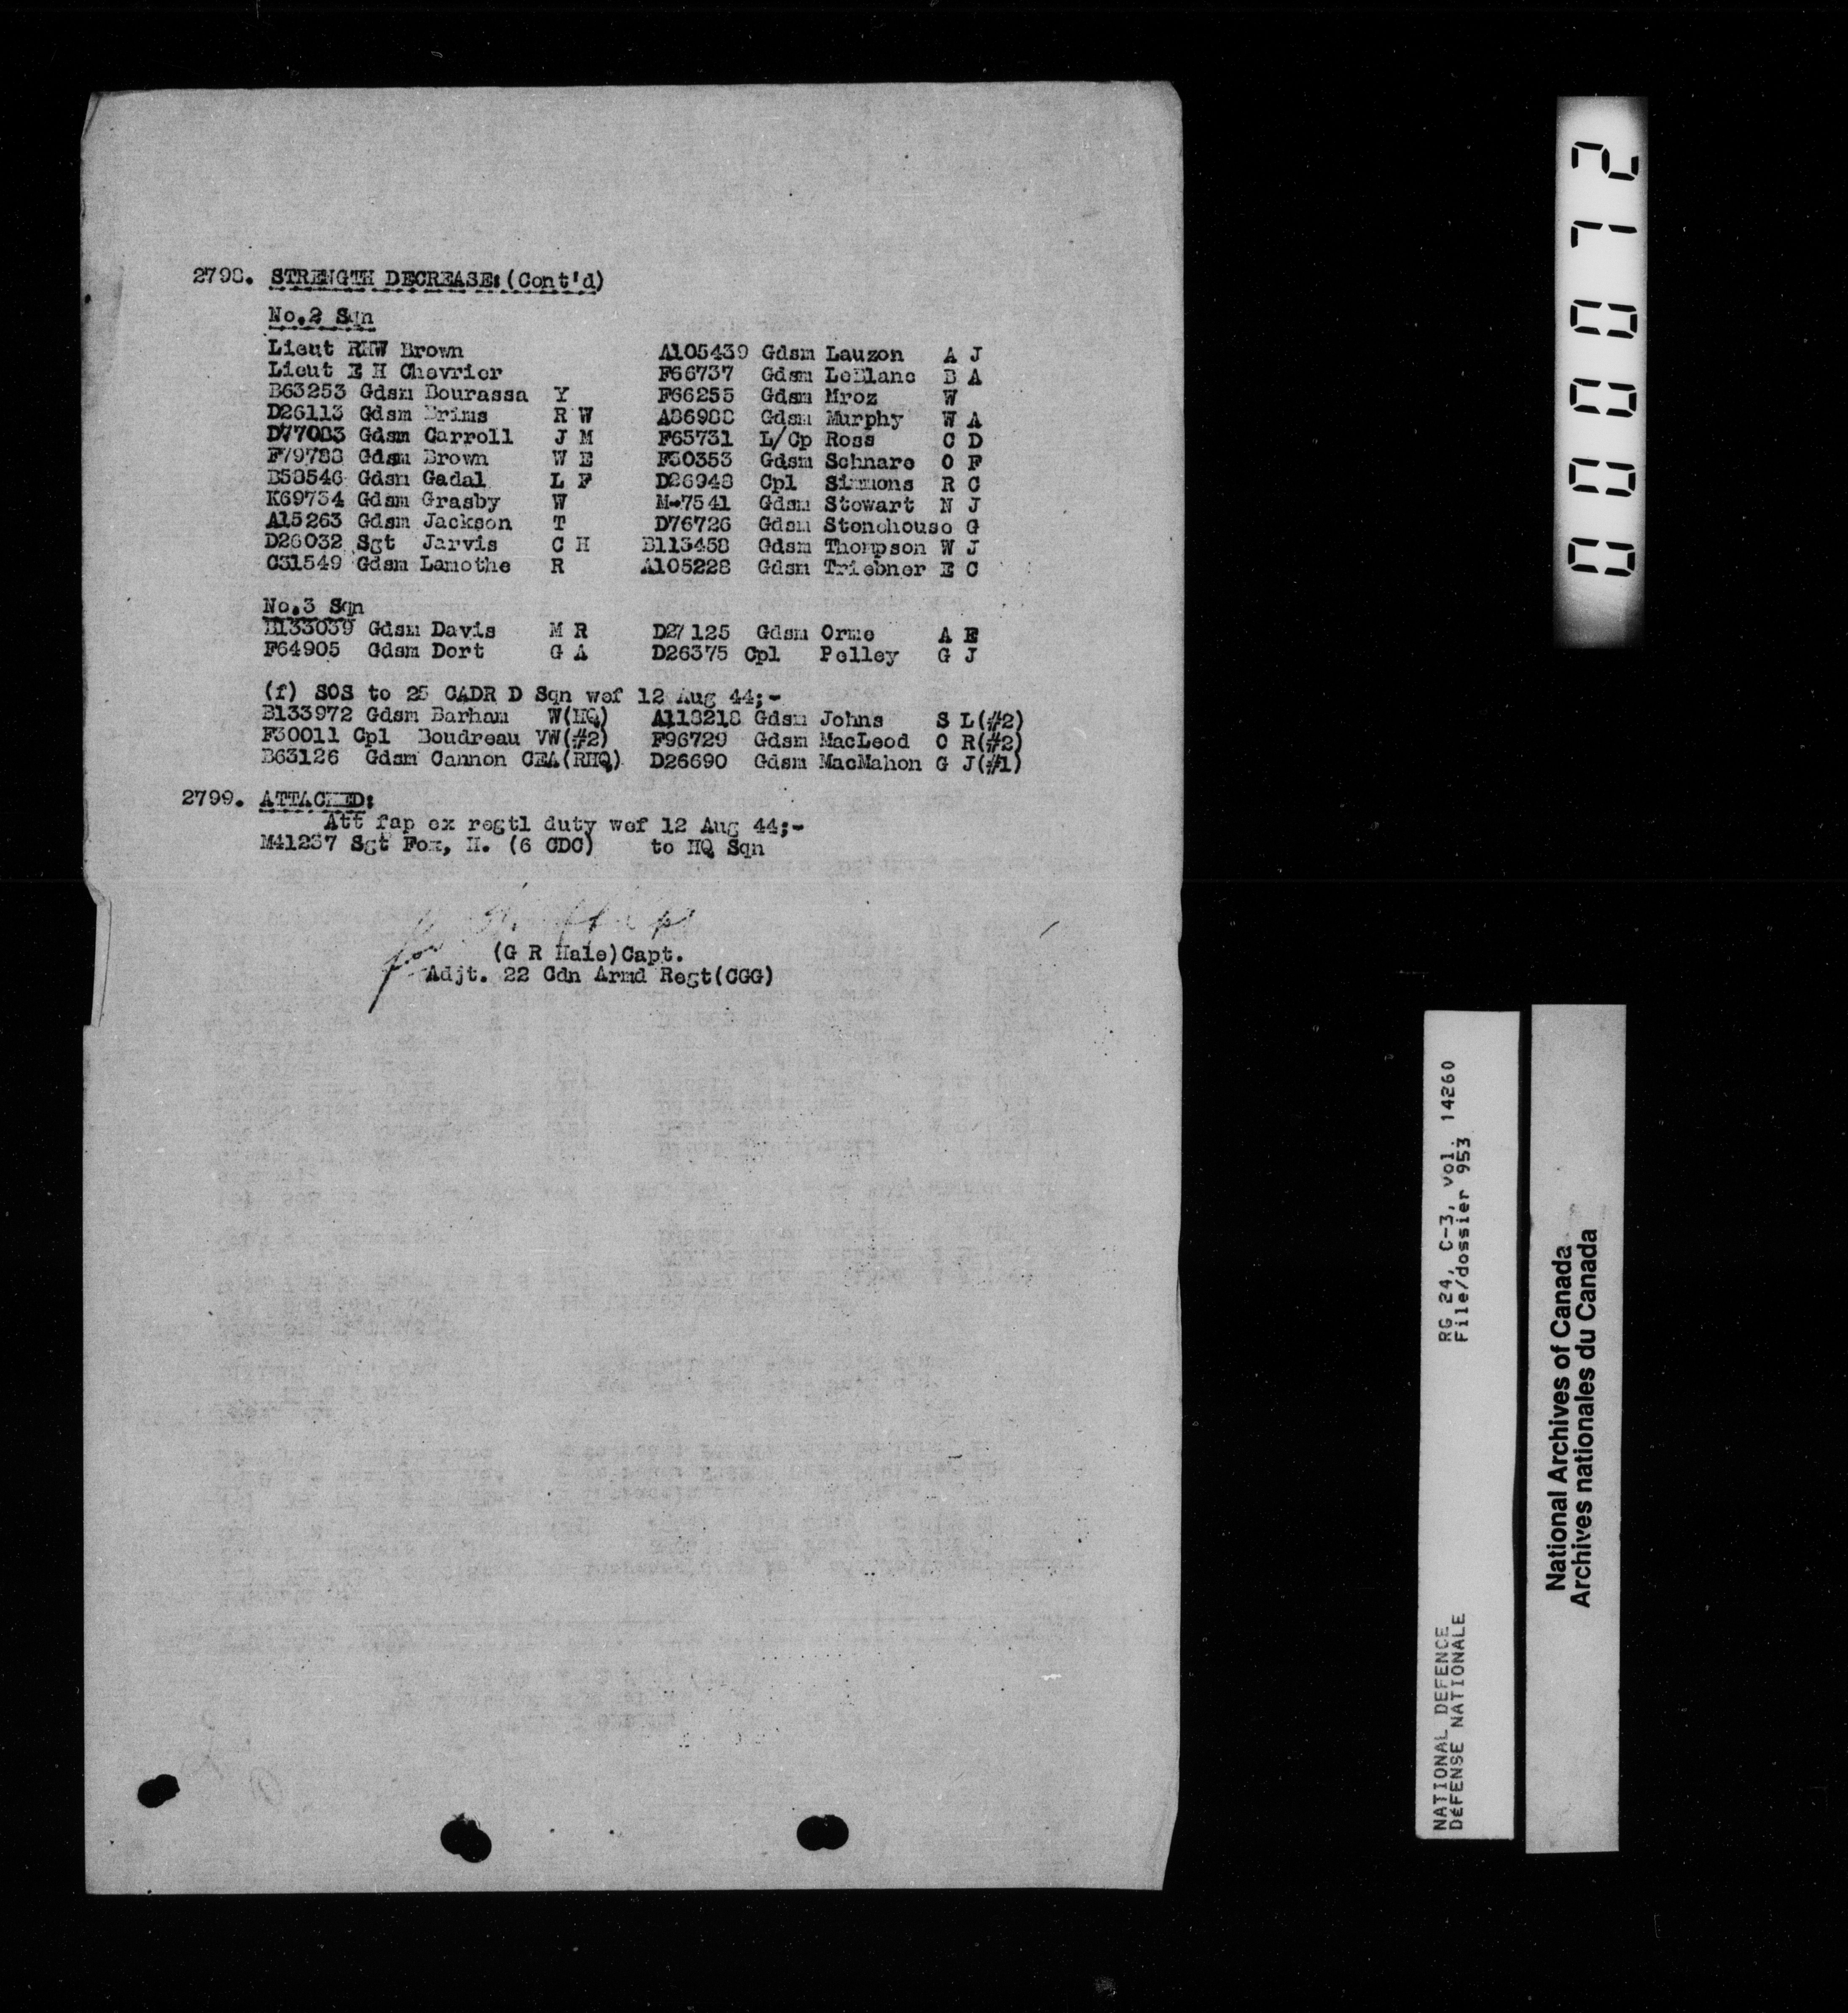 2798. STRENGTH DECREASE:(Cont'd)
No.2 Sqn
Lieut RHW Brown A105439 Gdsm Lauzon A J
Lieut E H Chevrier F66737 Gdsm LeBlanc B A
B63253 Gdsm Bourassa Y F66255 Gdsm Mroz W
D26113 Gdsm Brims R W A86988 Gdsm Murphy W A
D77083 Gdsm Carroll J M F65731 L/Cp Ross C D
F79788 Gdsm Brown W E F30353 Gdsm Schnare O F
B58546 Gdsm Gadal L F D26948 Cpl Simmons R C
K69734 Gdsm Grasby W M-7541 Gdsm Stewart N J
A15263 Gdsm Jackson T D76726 Gdsm Stonehouse G
D26032 Sgt Jarvis C H B113458 Gdsm Thompson W J
C31549 Gdsm Lamothe R A105228 Gdsm Triebner E C
No.3 Sqn
B133039 Gdsm Davis M R D27125 Gdsm Orme A E
F64905 Gdsm Dort G A D26375 Cpl Pelley G J
(f) SOS to 25 CADR D Sqn wef 12 Aug 44;-
B133972 Gdsm Barham W(HQ) A118218 Gdsm Johns S L(#2)
F30011 Cpl Boudreau VW(#2) F96729 Gdsm MacLeod C R(#2)
B63126 Gdsm Cannon CEA(RHQ) D26690 Gdsm MacMahon G J(#1)
2799. ATTACHED:
Att fap ex regtl duty wef 12 Aug 44;-
M41237 Sgt Fox, H. (6 CDC) to HQ Sqn
for
(G R Hale)Capt.
Adjt. 22 Cdn Armd Regt(CGG)
000072
NATIONAL DEFENCE RG 24, C-3, vol. 14260
DÉFENSE NATIONALE File/dossier 953
National Archives of Canada
Archives nationales du Canada